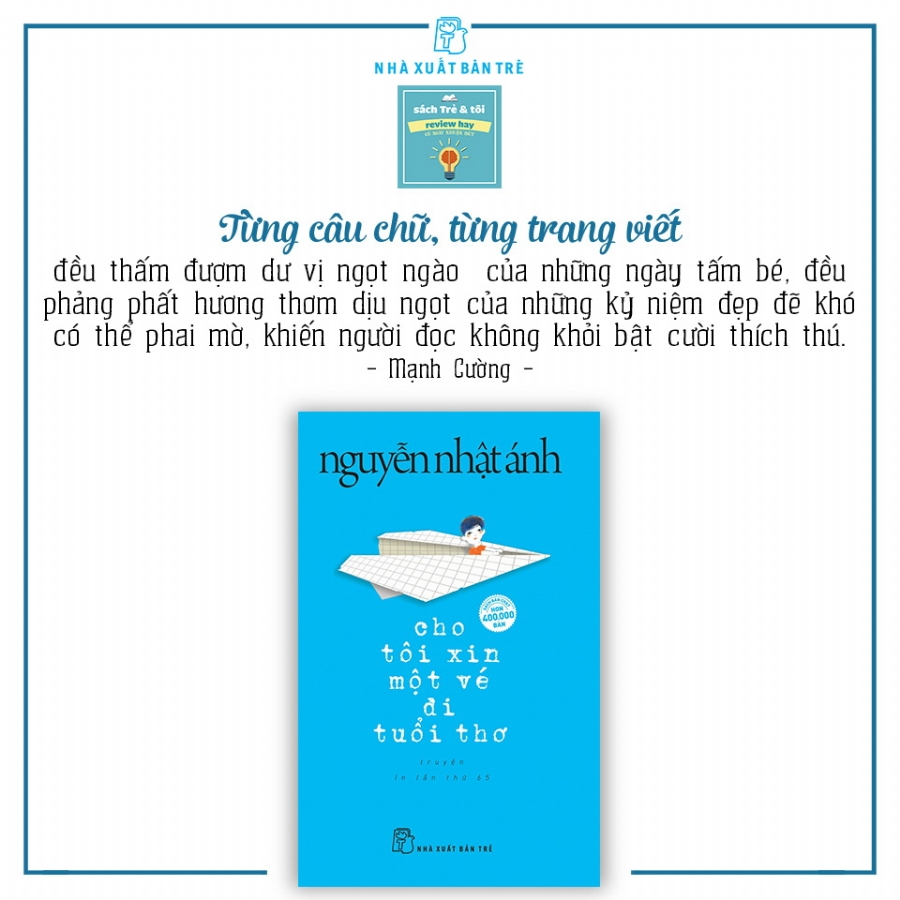 NHÀ XUẤT BẢN TRẺ
sách Trẻ & tôi
review hay
Từng câu chữ, từng trang viết
đều thấm đượm dư vị ngọt ngào của những ngày tấm bé, đều
phảng phất hương thơm dịu ngọt của những kỷ niệm đẹp đẽ khó
có thể phai mờ, khiến người đọc không khỏi bật cười thích thú.
- Mạnh Cường -
nguyễn nhật ánh
HƠN
400.000
BẢN
cho
tôi xin
một vé
đi
tuổi thơ
truyện
in lần thứ 65
NHÀ XUẤT BẢN TRẺ